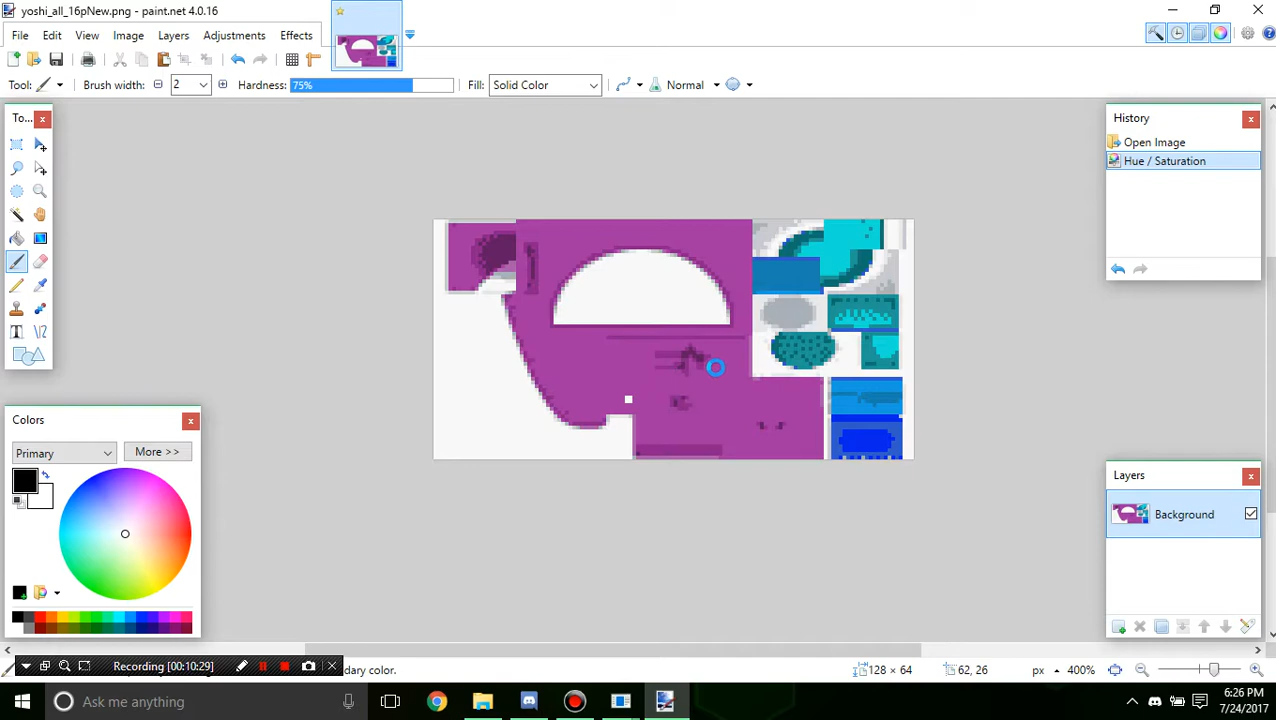 yoshi_all_16pNew.png - paint.net 4.0.16
File Edit View Image Layers Adjustments Effects
Tool: Brush width: 2 Hardness: 75% Fill: Solid Color Normal
To...
History
Open Image
Hue / Saturation
Colors
Primary More >>
Layers
Background
Recording [00:10:29]
dary color.
128 × 64 62, 26 px 400%
Ask me anything
6:26 PM
7/24/2017